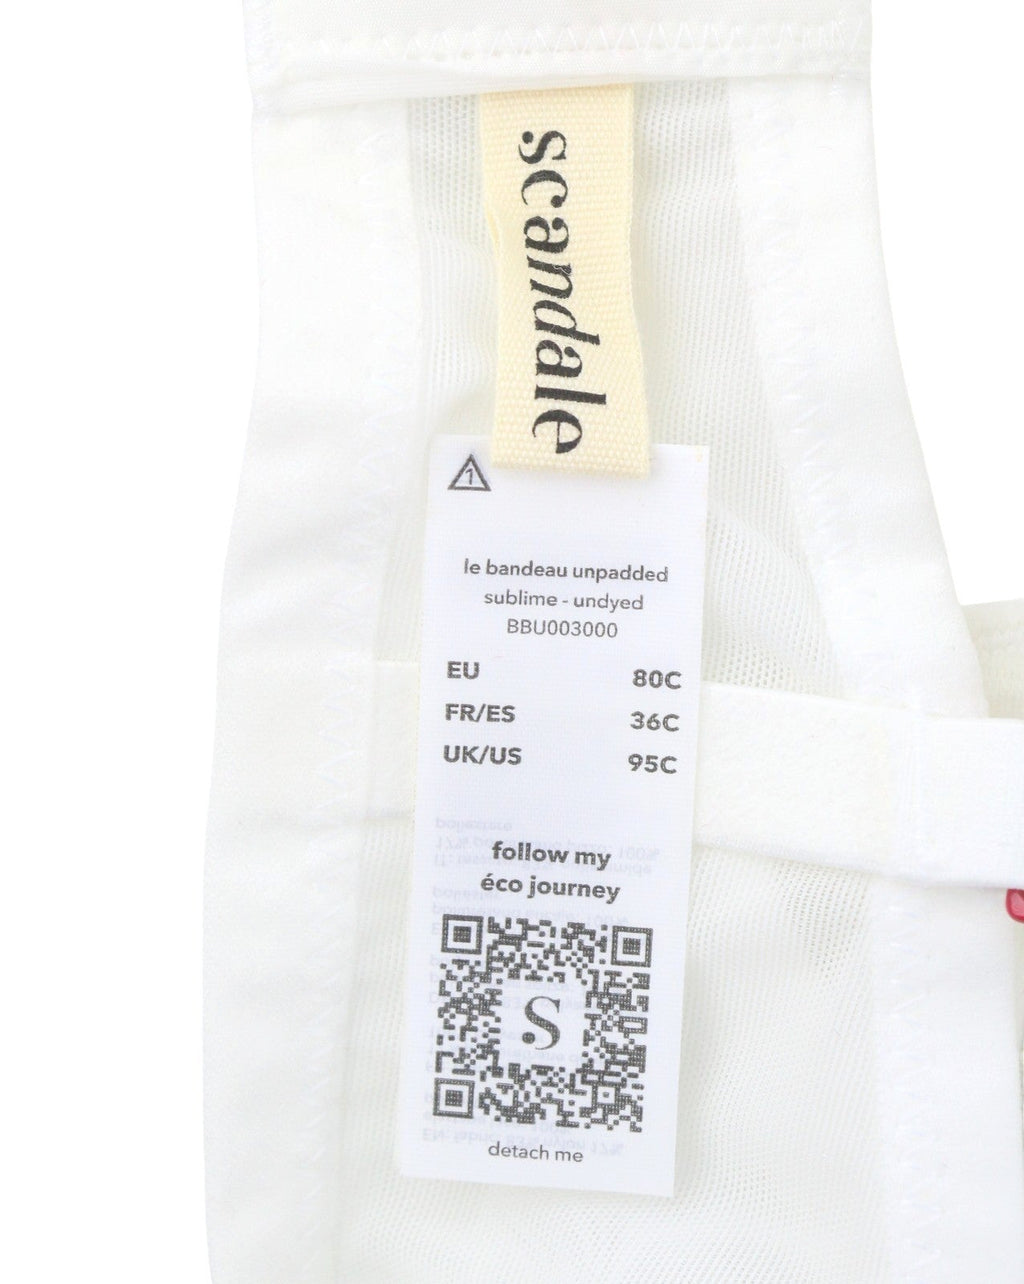 scandale
1
le bandeau unpadded
sublime - undyed
BBU003000
EU 80C
FR/ES 36C
UK/US 95C
follow my
éco journey
S
detach me